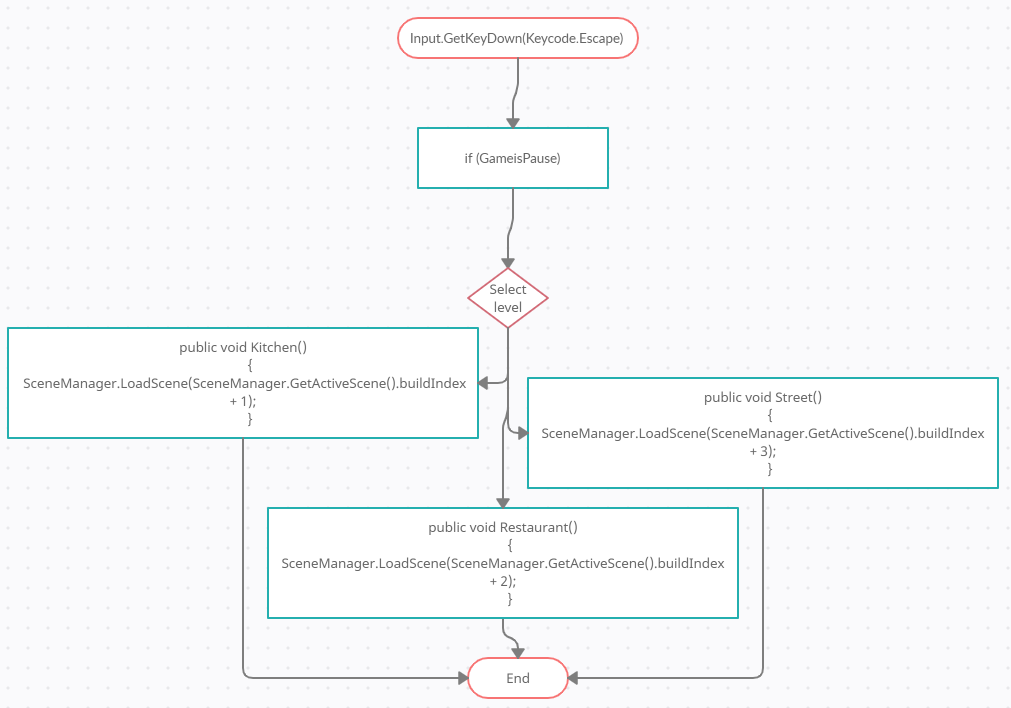 Input.GetKeyDown(Keycode.Escape)
if (GameisPause)
Select
level
public void Kitchen()
{
SceneManager.LoadScene(SceneManager.GetActiveScene().buildIndex
+ 1);
}
public void Street()
{
SceneManager.LoadScene(SceneManager.GetActiveScene().buildIndex
+ 3);
}
public void Restaurant()
{
SceneManager.LoadScene(SceneManager.GetActiveScene().buildIndex
+ 2);
}
End